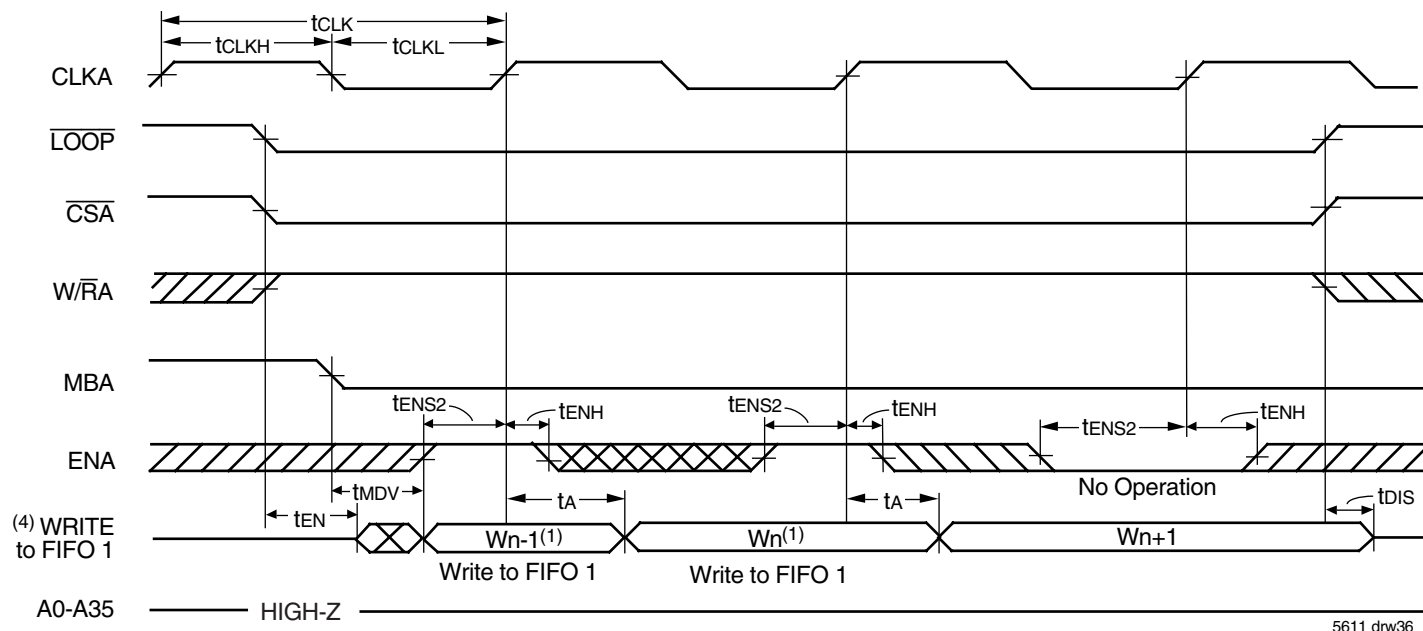 tCLK
tCLKH tCLKL
CLKA
LOOP
CSA
W/RA
MBA
tENS2 tENH tENS2 tENH tENS2 tENH
ENA
No Operation
tMDV
tEN tA tA tDIS
(4) WRITE to FIFO 1
Wn-1(1) Wn(1) Wn+1
Write to FIFO 1 Write to FIFO 1
A0-A35 HIGH-Z
5611 drw36